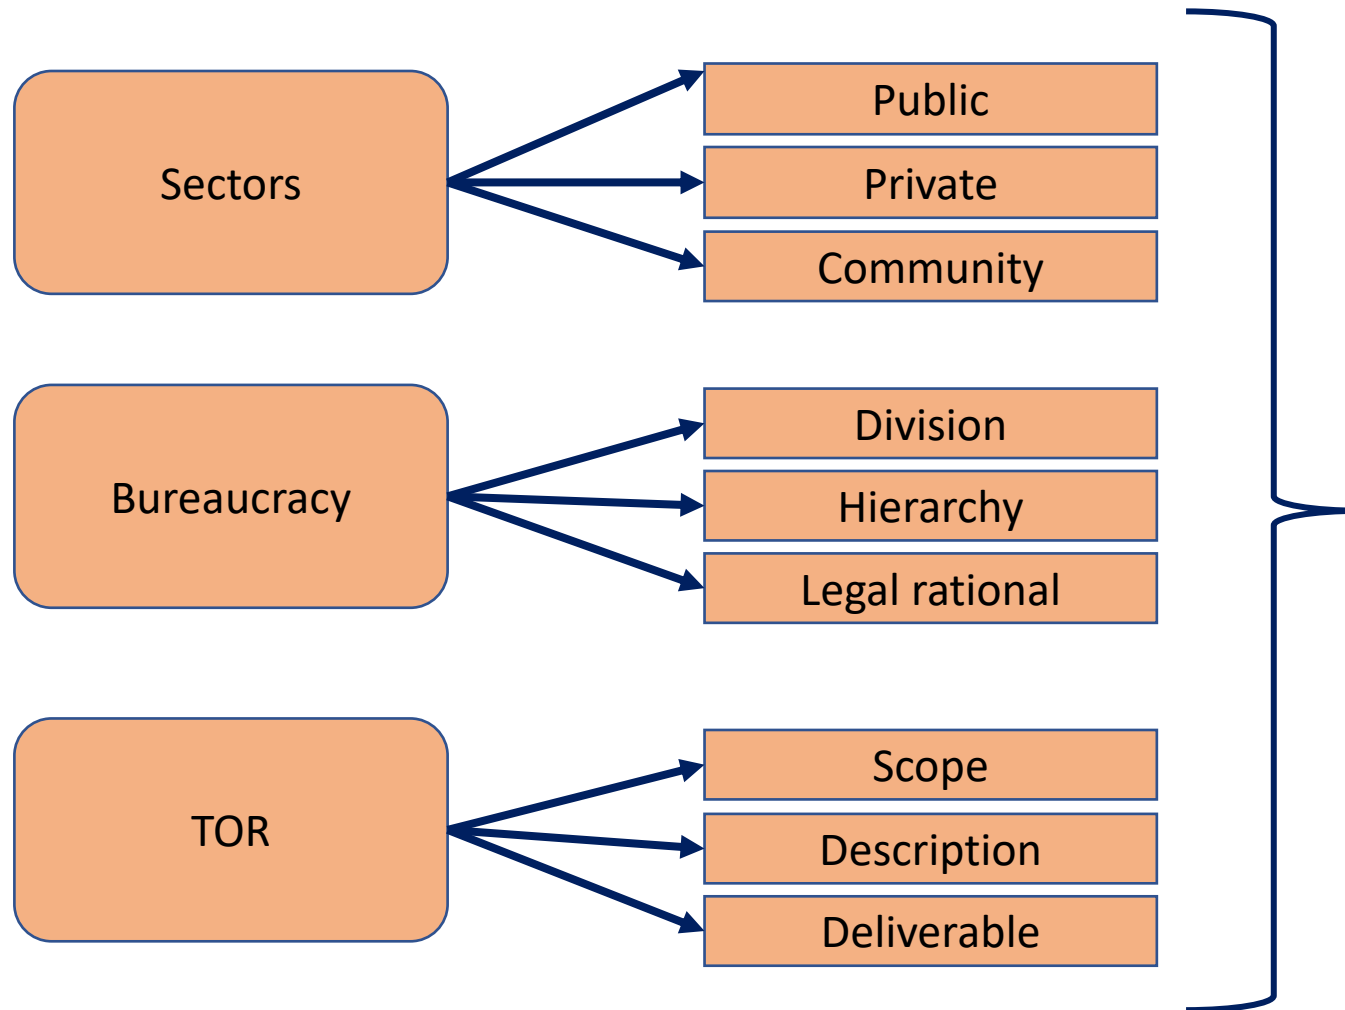 Sectors
Public
Private
Community
Bureaucracy
Division
Hierarchy
Legal rational
TOR
Scope
Description
Deliverable